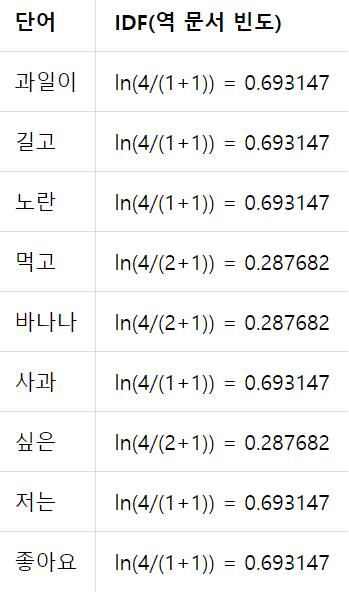 단어 IDF(역 문서 빈도)
과일이 ln(4/(1+1)) = 0.693147
길고 ln(4/(1+1)) = 0.693147
노란 ln(4/(1+1)) = 0.693147
먹고 ln(4/(2+1)) = 0.287682
바나나 ln(4/(2+1)) = 0.287682
사과 ln(4/(1+1)) = 0.693147
싶은 ln(4/(2+1)) = 0.287682
저는 ln(4/(1+1)) = 0.693147
좋아요 ln(4/(1+1)) = 0.693147